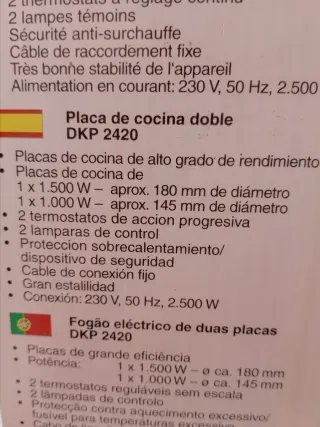 2 thermostats à réglage continu
2 lampes témoins
Sécurité anti-surchauffe
Câble de raccordement fixe
Très bonne stabilité de l'appareil
Alimentation en courant: 230 V, 50 Hz, 2.500
Placa de cocina doble
DKP 2420
• Placas de cocina de alto grado de rendimiento
• Placas de cocina de
1 x 1.500 W – aprox. 180 mm de diámetro
1 x 1.000 W – aprox. 145 mm de diámetro
• 2 termostatos de accion progresiva
• 2 lamparas de control
• Proteccion sobrecalentamiento/
dispositivo de seguridad
• Cable de conexión fijo
• Gran estalilidad
• Conexión: 230 V, 50 Hz, 2.500 W
Fogão eléctrico de duas placas
DKP 2420
• Placas de grande eficiência
• Potência:
1 x 1.500 W – ø ca. 180 mm
1 x 1.000 W – ø ca. 145 mm
• 2 termostatos reguláveis sem escala
• 2 lâmpadas de controlo
• Protecção contra aquecimento excessivo/
fusível para temperaturas